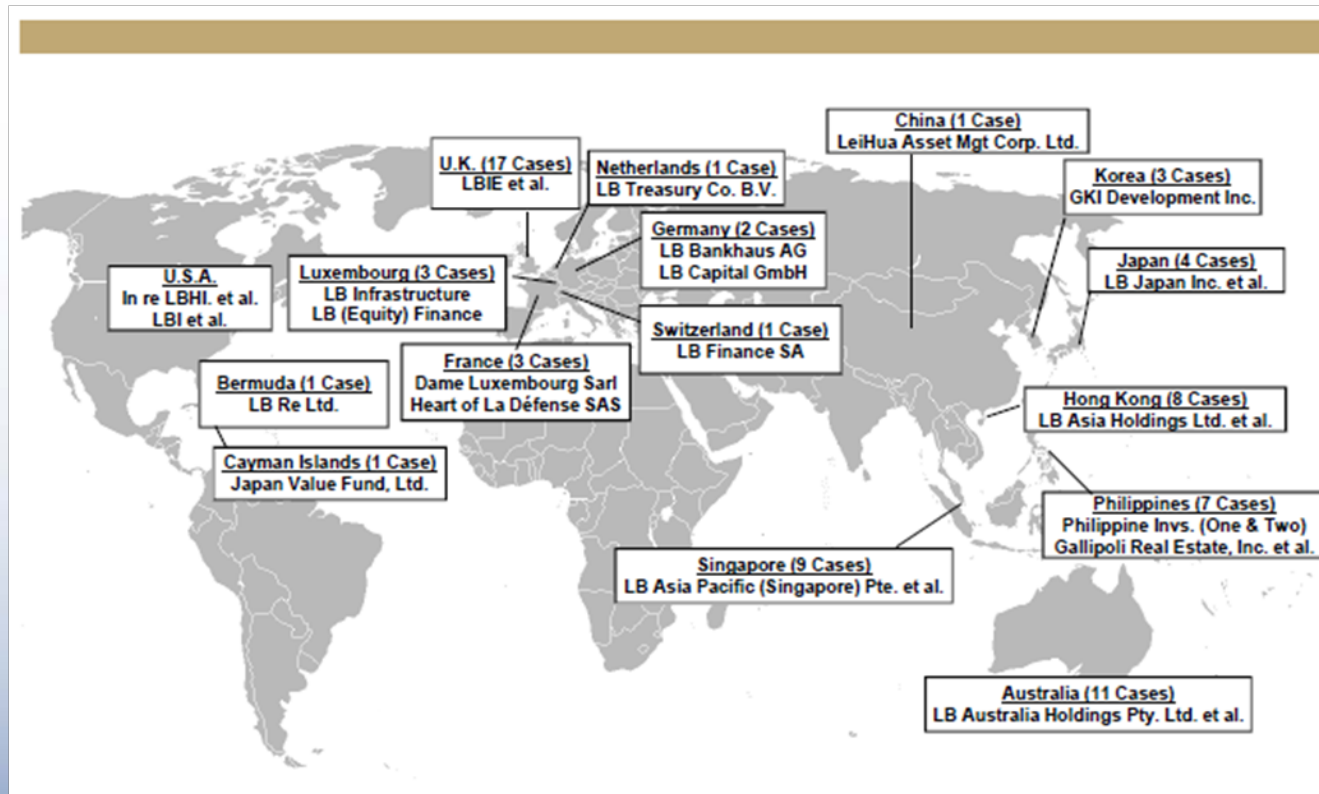 China (1 Case)
LeiHua Asset Mgt Corp. Ltd.
U.K. (17 Cases)
LBIE et al.
Netherlands (1 Case)
LB Treasury Co. B.V.
Korea (3 Cases)
GKI Development Inc.
Germany (2 Cases)
LB Bankhaus AG
LB Capital GmbH
U.S.A.
In re LBHI. et al.
LBI et al.
Luxembourg (3 Cases)
LB Infrastructure
LB (Equity) Finance
Japan (4 Cases)
LB Japan Inc. et al.
Switzerland (1 Case)
LB Finance SA
France (3 Cases)
Dame Luxembourg Sarl
Heart of La Défense SAS
Bermuda (1 Case)
LB Re Ltd.
Hong Kong (8 Cases)
LB Asia Holdings Ltd. et al.
Cayman Islands (1 Case)
Japan Value Fund, Ltd.
Philippines (7 Cases)
Philippine Invs. (One & Two)
Gallipoli Real Estate, Inc. et al.
Singapore (9 Cases)
LB Asia Pacific (Singapore) Pte. et al.
Australia (11 Cases)
LB Australia Holdings Pty. Ltd. et al.